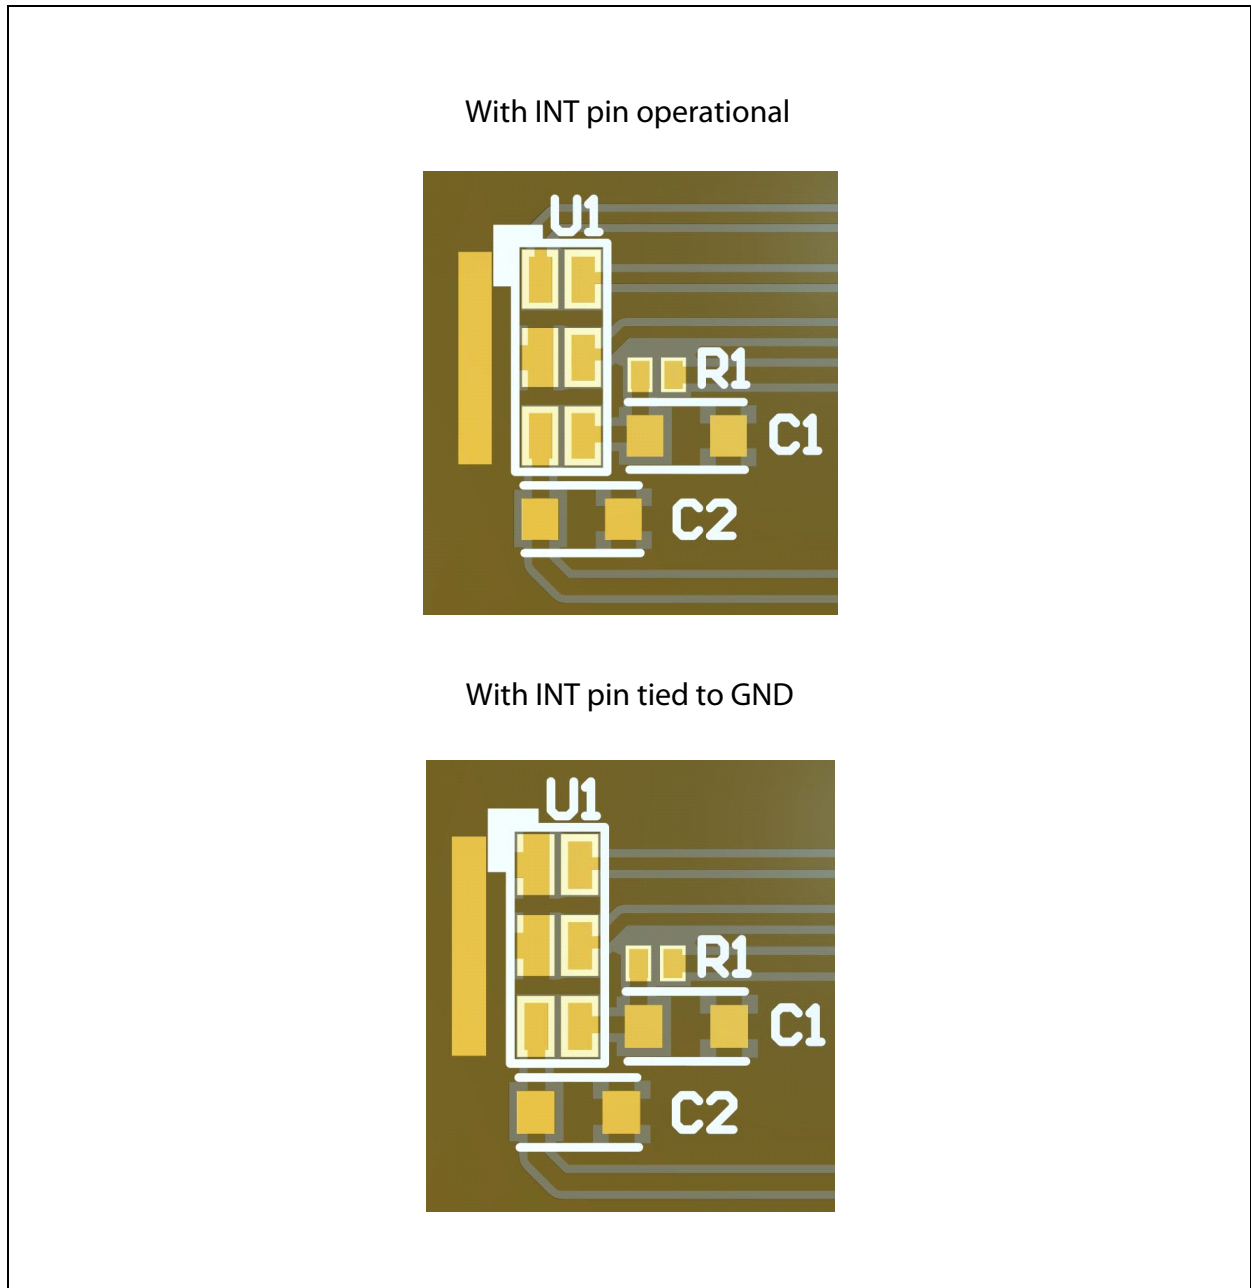 With INT pin operational
U1
R1
C1
C2
With INT pin tied to GND
U1
R1
C1
C2